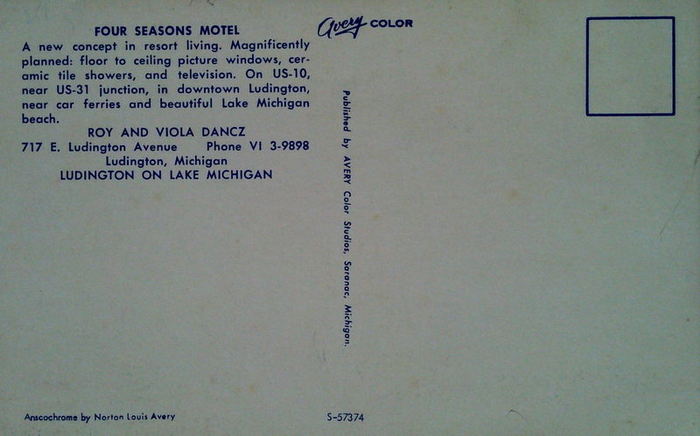 FOUR SEASONS MOTEL
A new concept in resort living. Magnificently
planned: floor to ceiling picture windows, cer-
amic tile showers, and television. On US-10,
near US-31 junction, in downtown Ludington,
near car ferries and beautiful Lake Michigan
beach.
ROY AND VIOLA DANCZ
717 E. Ludington Avenue Phone VI 3-9898
Ludington, Michigan
LUDINGTON ON LAKE MICHIGAN
Avery COLOR
Published by AVERY Color Studios, Saranac, Michigan.
Anscochrome by Norton Louis Avery
S-57374